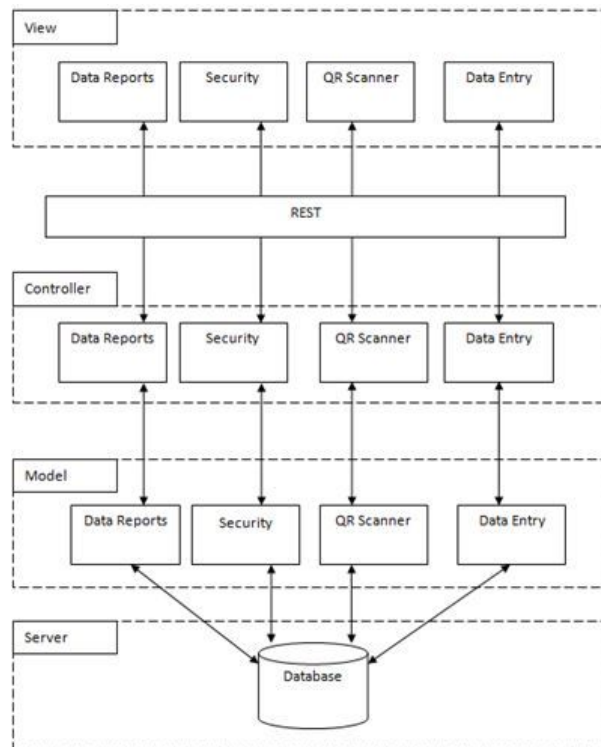 View
Data Reports
Security
QR Scanner
Data Entry
REST
Controller
Data Reports
Security
QR Scanner
Data Entry
Model
Data Reports
Security
QR Scanner
Data Entry
Server
Database